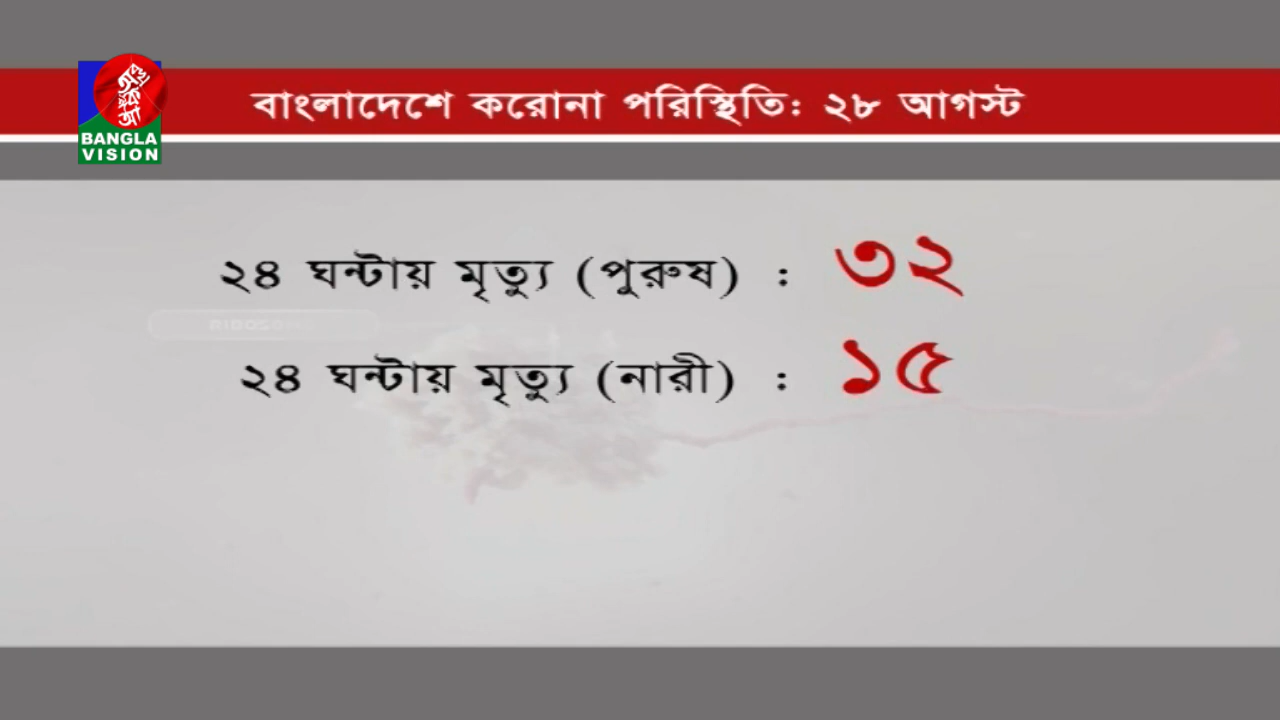 বাংলাদেশে করোনা পরিস্থিতি: ২৮ আগস্ট
BANGLA
VISION
২৪ ঘন্টায় মৃত্যু (পুরুষ) : ৩২
২৪ ঘন্টায় মৃত্যু (নারী) : ১৫